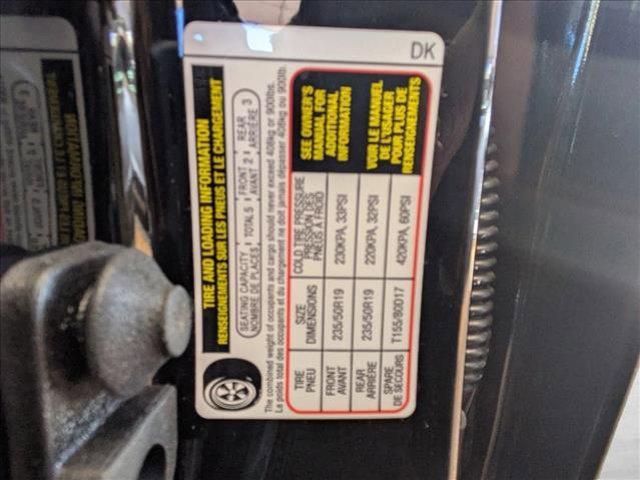 TIRE AND LOADING INFORMATION
RENSEIGNEMENTS SUR LES PNEUS ET LE CHARGEMENT
SEATING CAPACITY TOTAL 5 FRONT 2 REAR 3
NOMBRE DE PLACES AVANT ARRIÈRE
The combined weight of occupants and cargo should never exceed 408kg or 900lbs.
La poids total des occupants et du chargement ne doit jamais dépasser 408kg ou 900lb.
TIRE SIZE COLD TIRE PRESSURE
PNEU DIMENSIONS PRESSION DES
PNEUS A FROID
FRONT 235/50R19 230KPA, 33PSI
AVANT
REAR 235/50R19 220KPA, 32PSI
ARRIÈRE
SPARE T155/80D17 420KPA, 60PSI
DE SECOURS
SEE OWNER'S
MANUAL FOR
ADDITIONAL
INFORMATION
VOIR LE MANUEL
DE L'USAGER
POUR PLUS DE
RENSEIGNEMENTS
DK